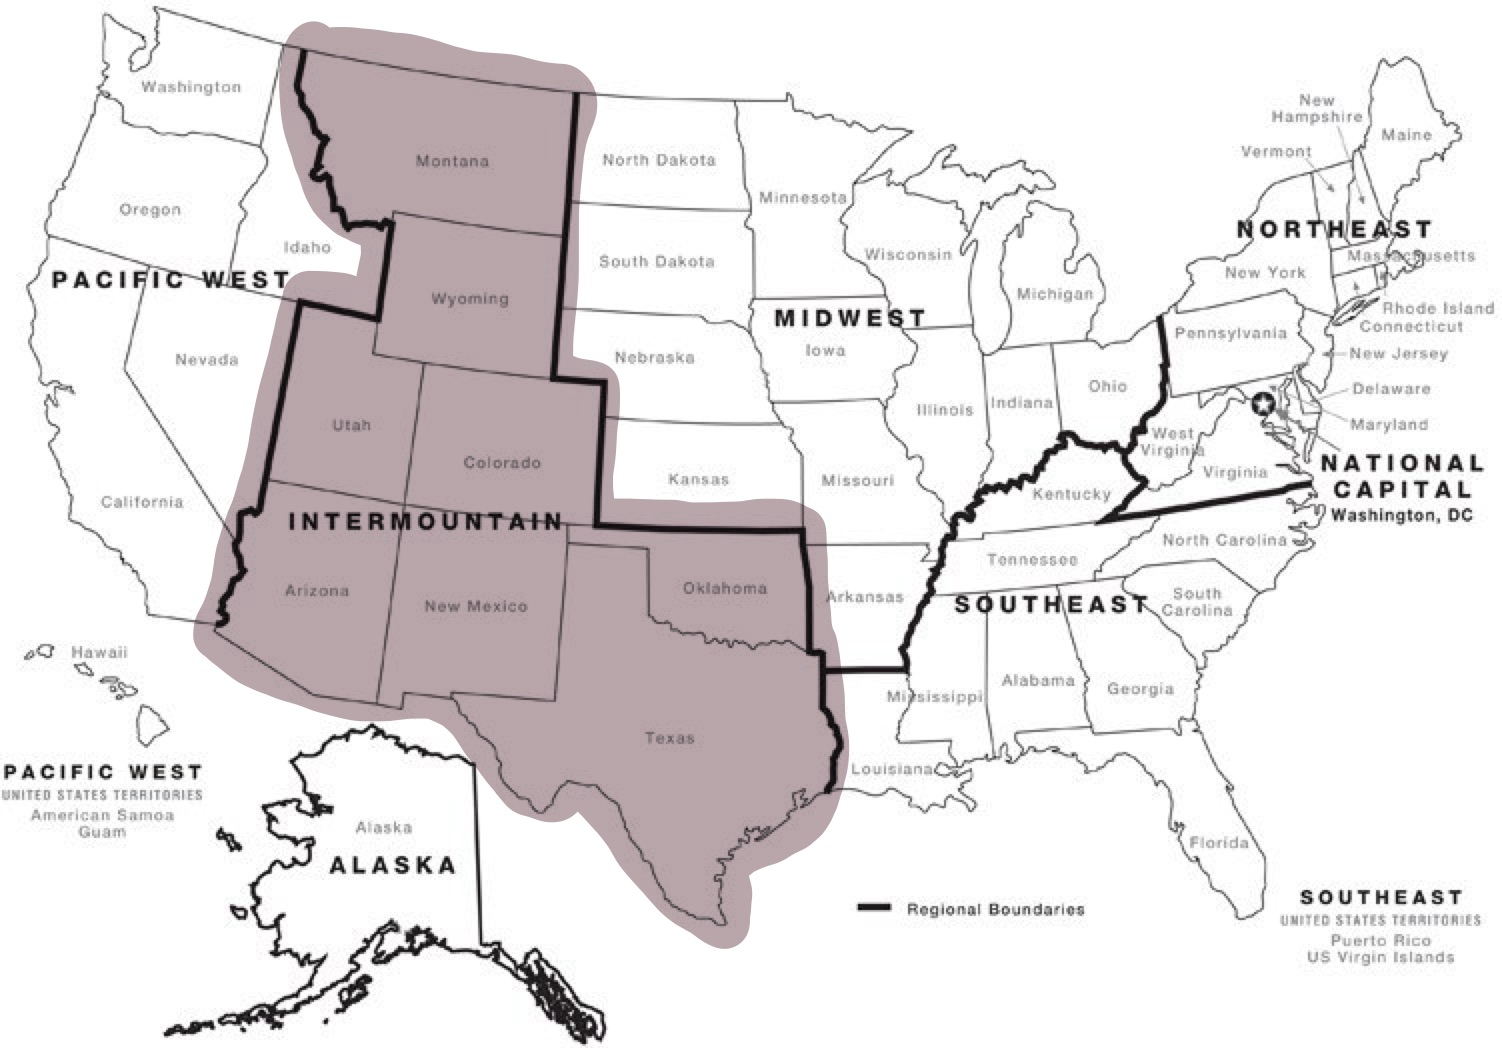 Washington
Oregon
Idaho
Montana
Wyoming
PACIFIC WEST
Nevada
California
Utah
Colorado
INTERMOUNTAIN
Arizona
New Mexico
Oklahoma
Texas
North Dakota
South Dakota
Nebraska
Kansas
Minnesota
Wisconsin
Michigan
MIDWEST
Iowa
Illinois
Indiana
Ohio
Missouri
Arkansas
Kentucky
Tennessee
SOUTHEAST
Mississippi
Alabama
Georgia
Louisiana
Florida
North Carolina
South
Carolina
West
Virginia
Virginia
New
Hampshire
Vermont
Maine
NORTHEAST
Massachusetts
New York
Rhode Island
Connecticut
Pennsylvania
New Jersey
Delaware
Maryland
NATIONAL
CAPITAL
Washington, DC
Hawaii
PACIFIC WEST
UNITED STATES TERRITORIES
American Samoa
Guam
Alaska
ALASKA
Regional Boundaries
SOUTHEAST
UNITED STATES TERRITORIES
Puerto Rico
US Virgin Islands